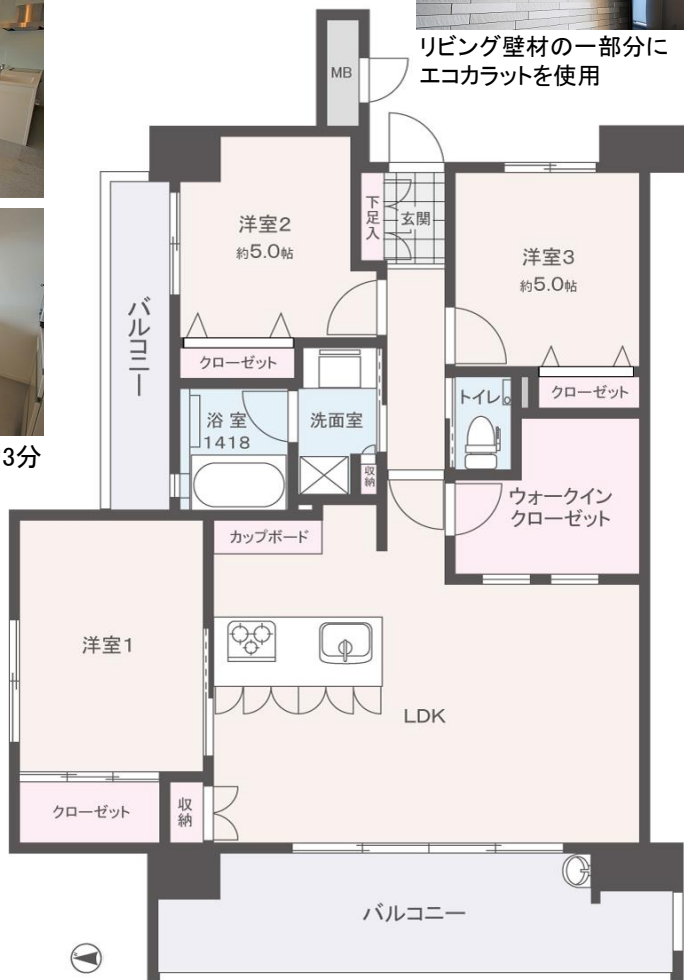 リビング壁材の一部分に
エコカラットを使用
MB
洋室2
約5.0帖
下足入
玄関
洋室3
約5.0帖
バルコニー
クローゼット
クローゼット
浴室
1418
洗面室
トイレ
収納
3分
ウォークイン
クローゼット
カップボード
洋室1
LDK
クローゼット
収納
バルコニー